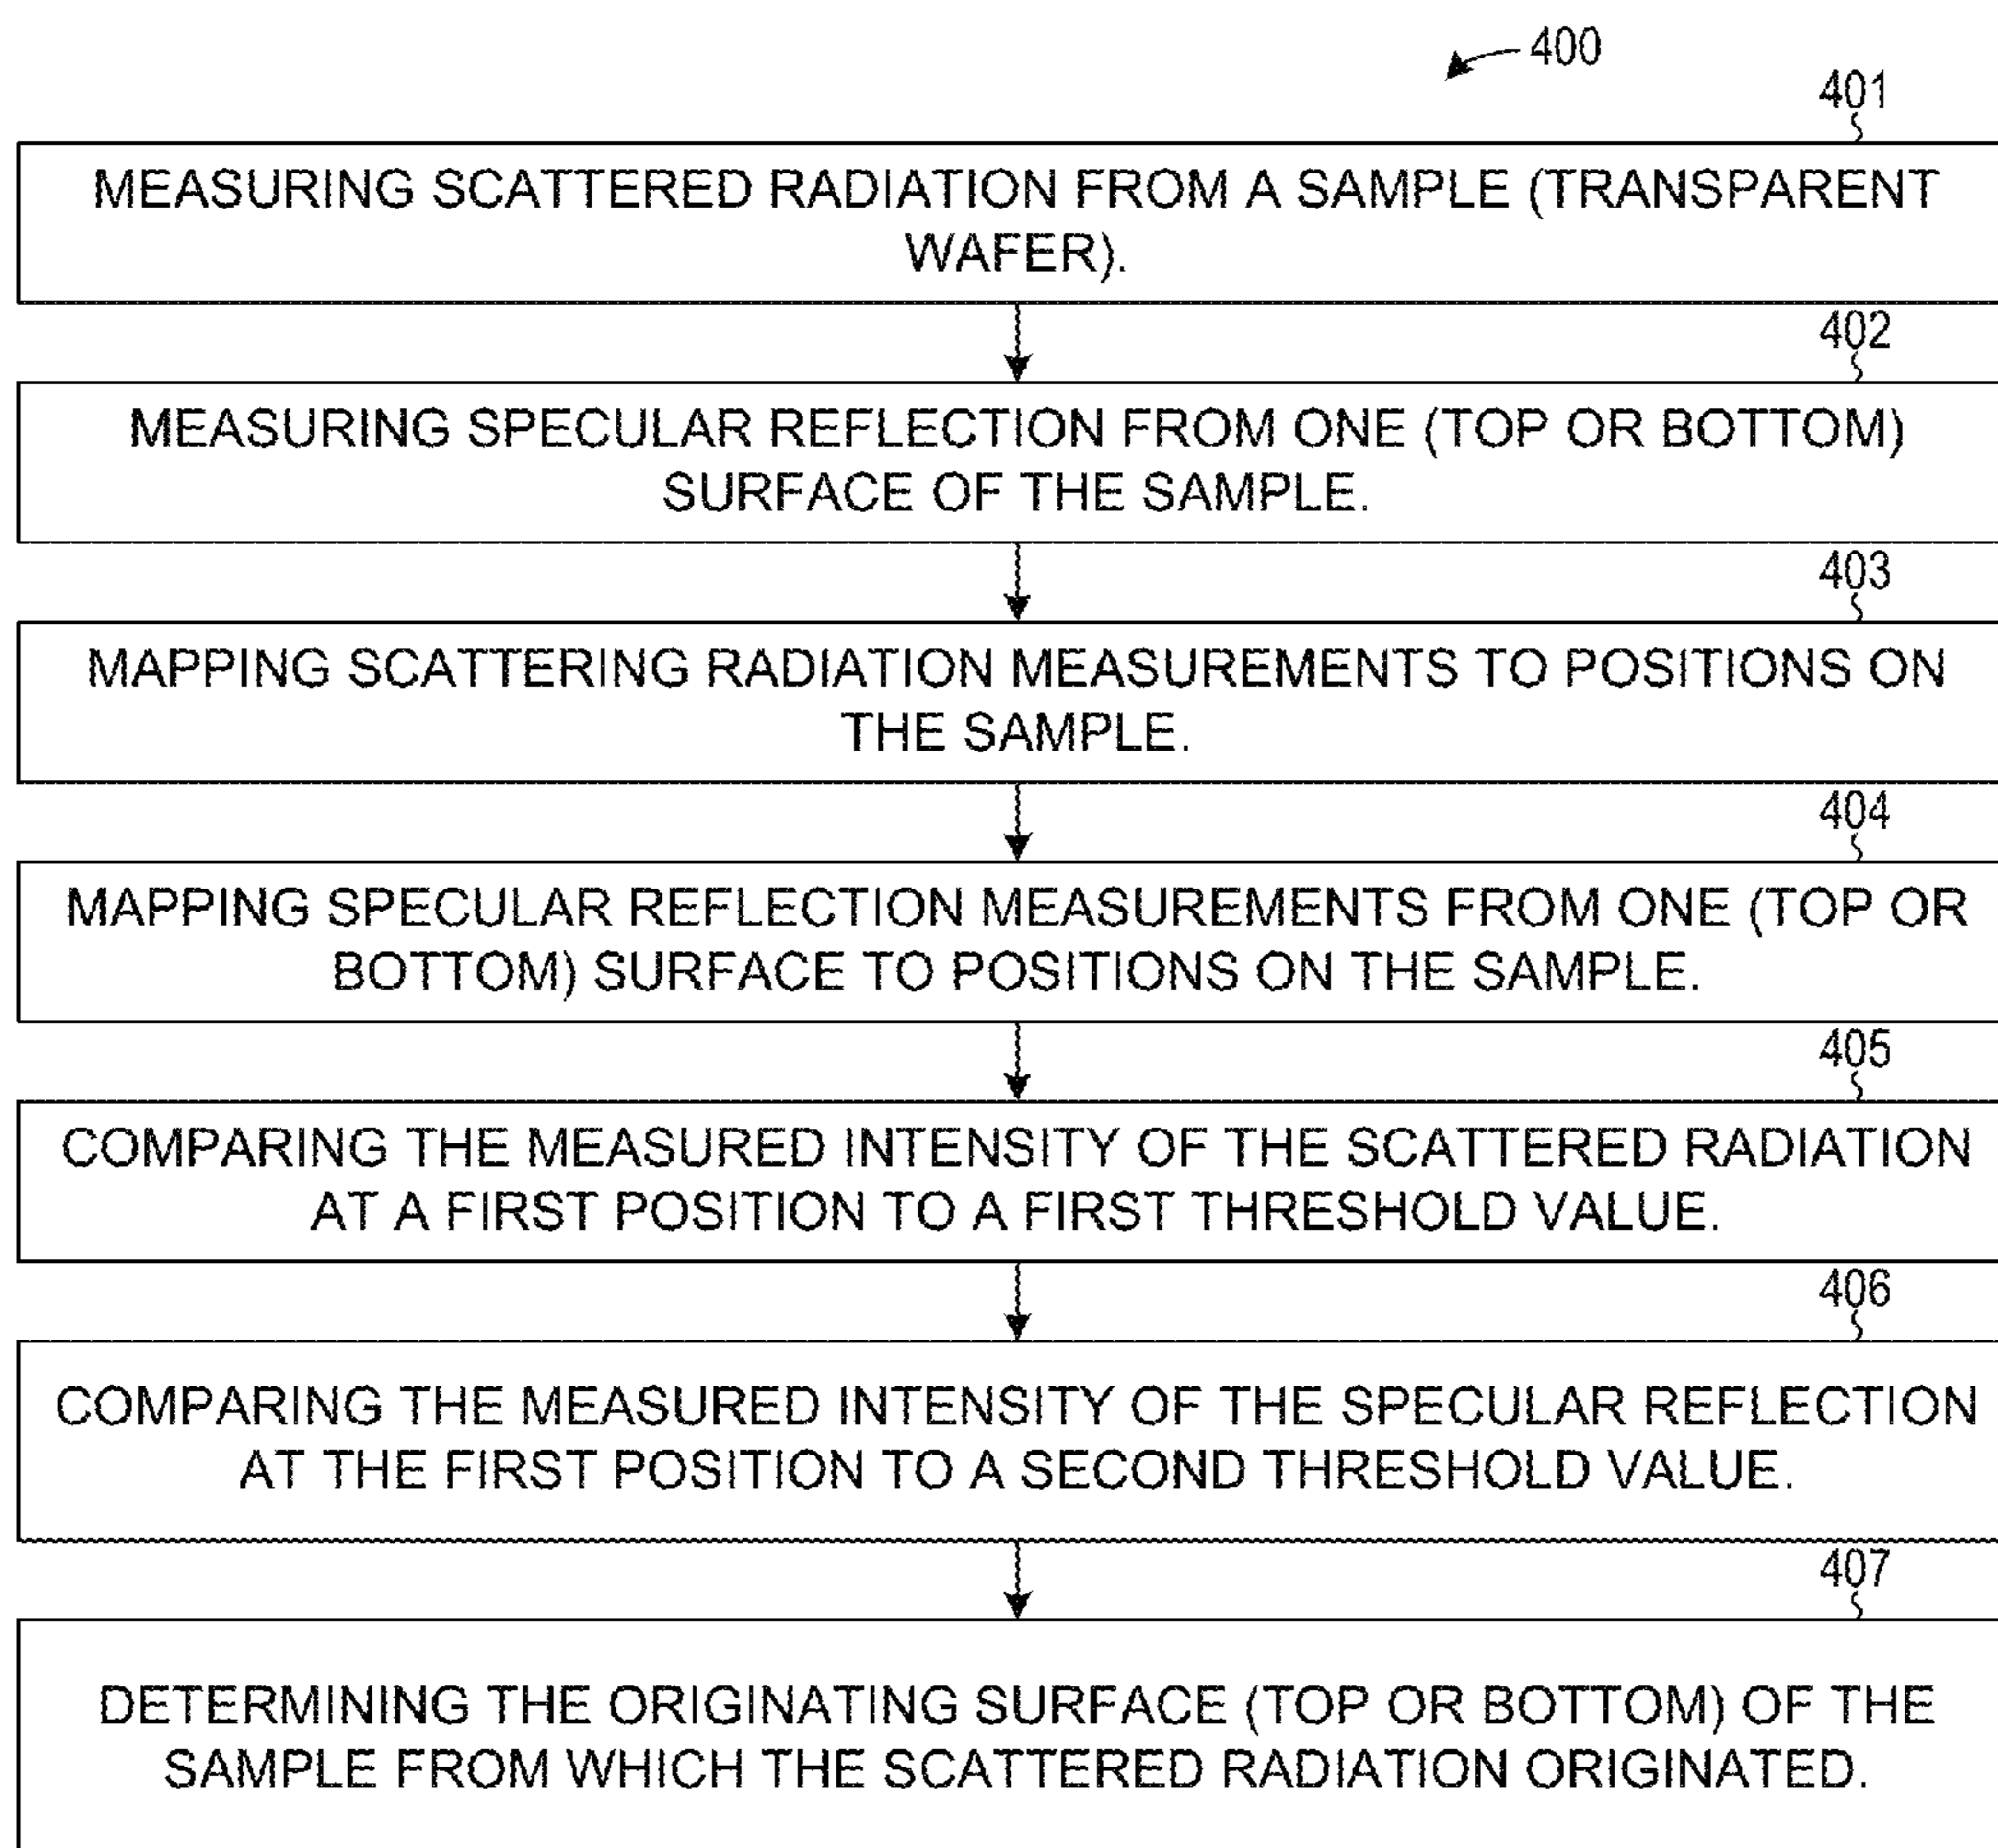 400
401
MEASURING SCATTERED RADIATION FROM A SAMPLE (TRANSPARENT
WAFER).
402
MEASURING SPECULAR REFLECTION FROM ONE (TOP OR BOTTOM)
SURFACE OF THE SAMPLE.
403
MAPPING SCATTERING RADIATION MEASUREMENTS TO POSITIONS ON
THE SAMPLE.
404
MAPPING SPECULAR REFLECTION MEASUREMENTS FROM ONE (TOP OR
BOTTOM) SURFACE TO POSITIONS ON THE SAMPLE.
405
COMPARING THE MEASURED INTENSITY OF THE SCATTERED RADIATION
AT A FIRST POSITION TO A FIRST THRESHOLD VALUE.
406
COMPARING THE MEASURED INTENSITY OF THE SPECULAR REFLECTION
AT THE FIRST POSITION TO A SECOND THRESHOLD VALUE.
407
DETERMINING THE ORIGINATING SURFACE (TOP OR BOTTOM) OF THE
SAMPLE FROM WHICH THE SCATTERED RADIATION ORIGINATED.